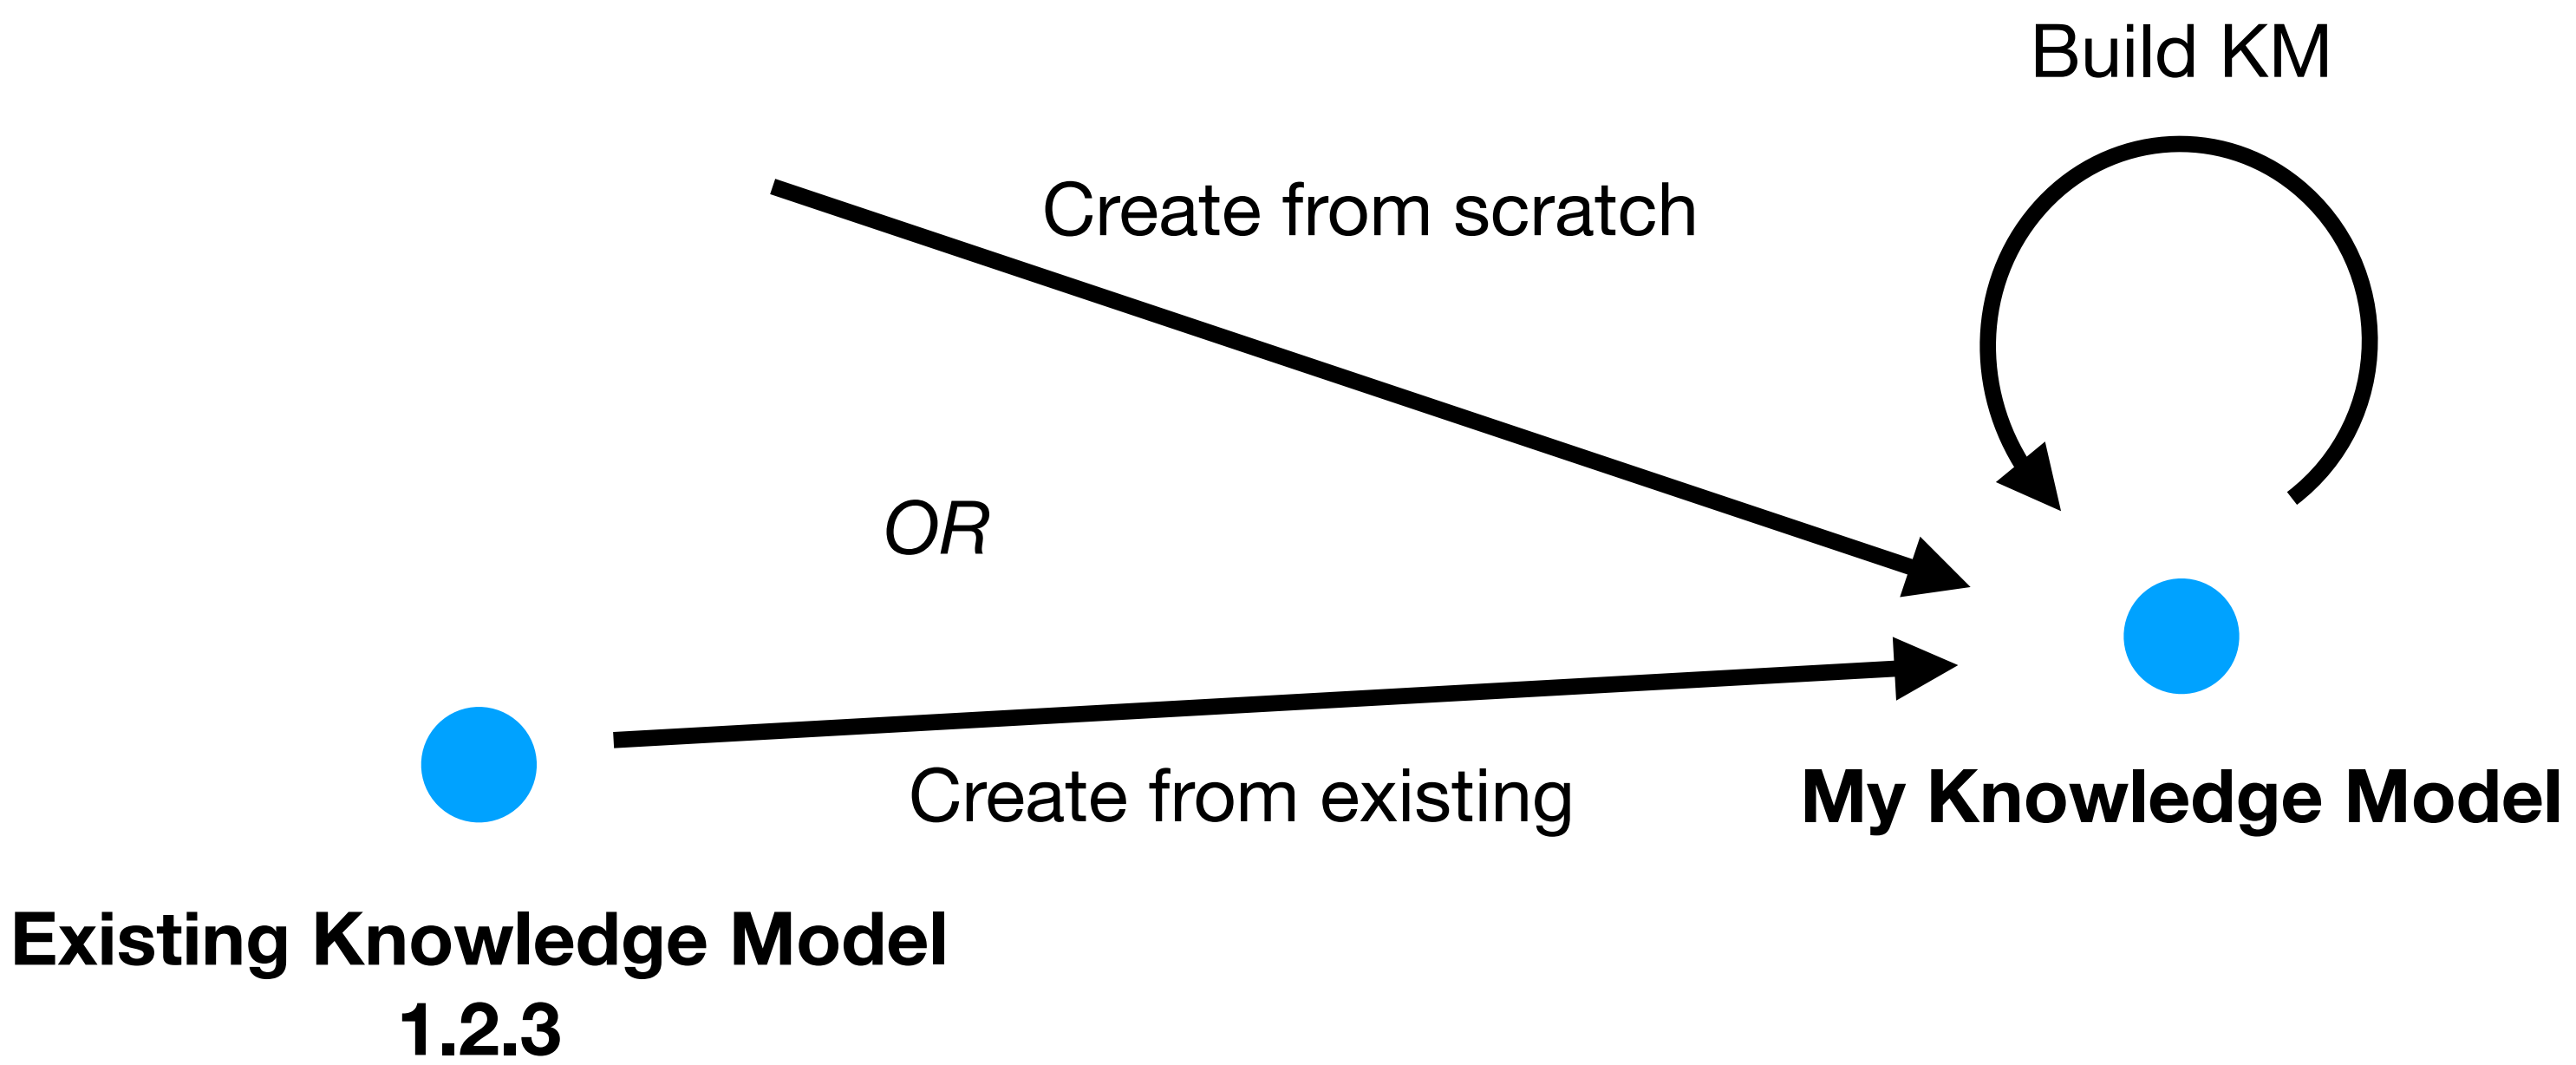 Build KM
Create from scratch
OR
Create from existing
My Knowledge Model
Existing Knowledge Model
1.2.3